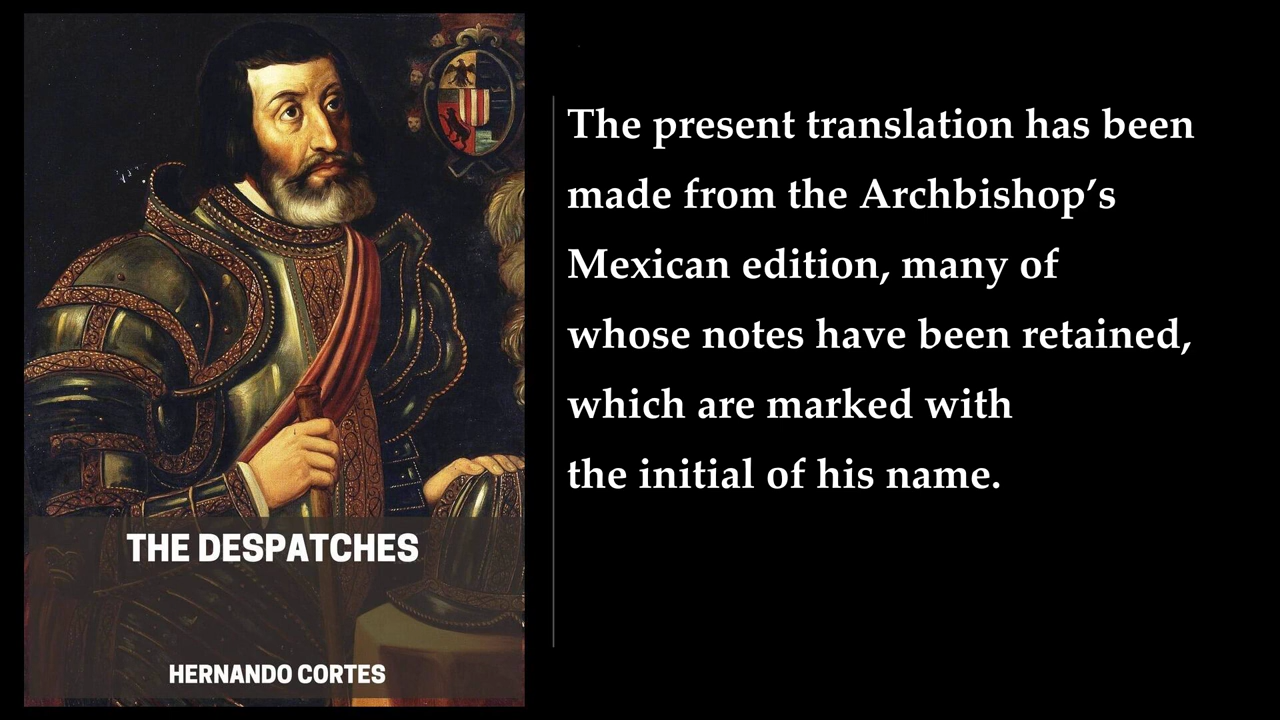 THE DESPATCHES
HERNANDO CORTES
The present translation has been
made from the Archbishop’s
Mexican edition, many of
whose notes have been retained,
which are marked with
the initial of his name.